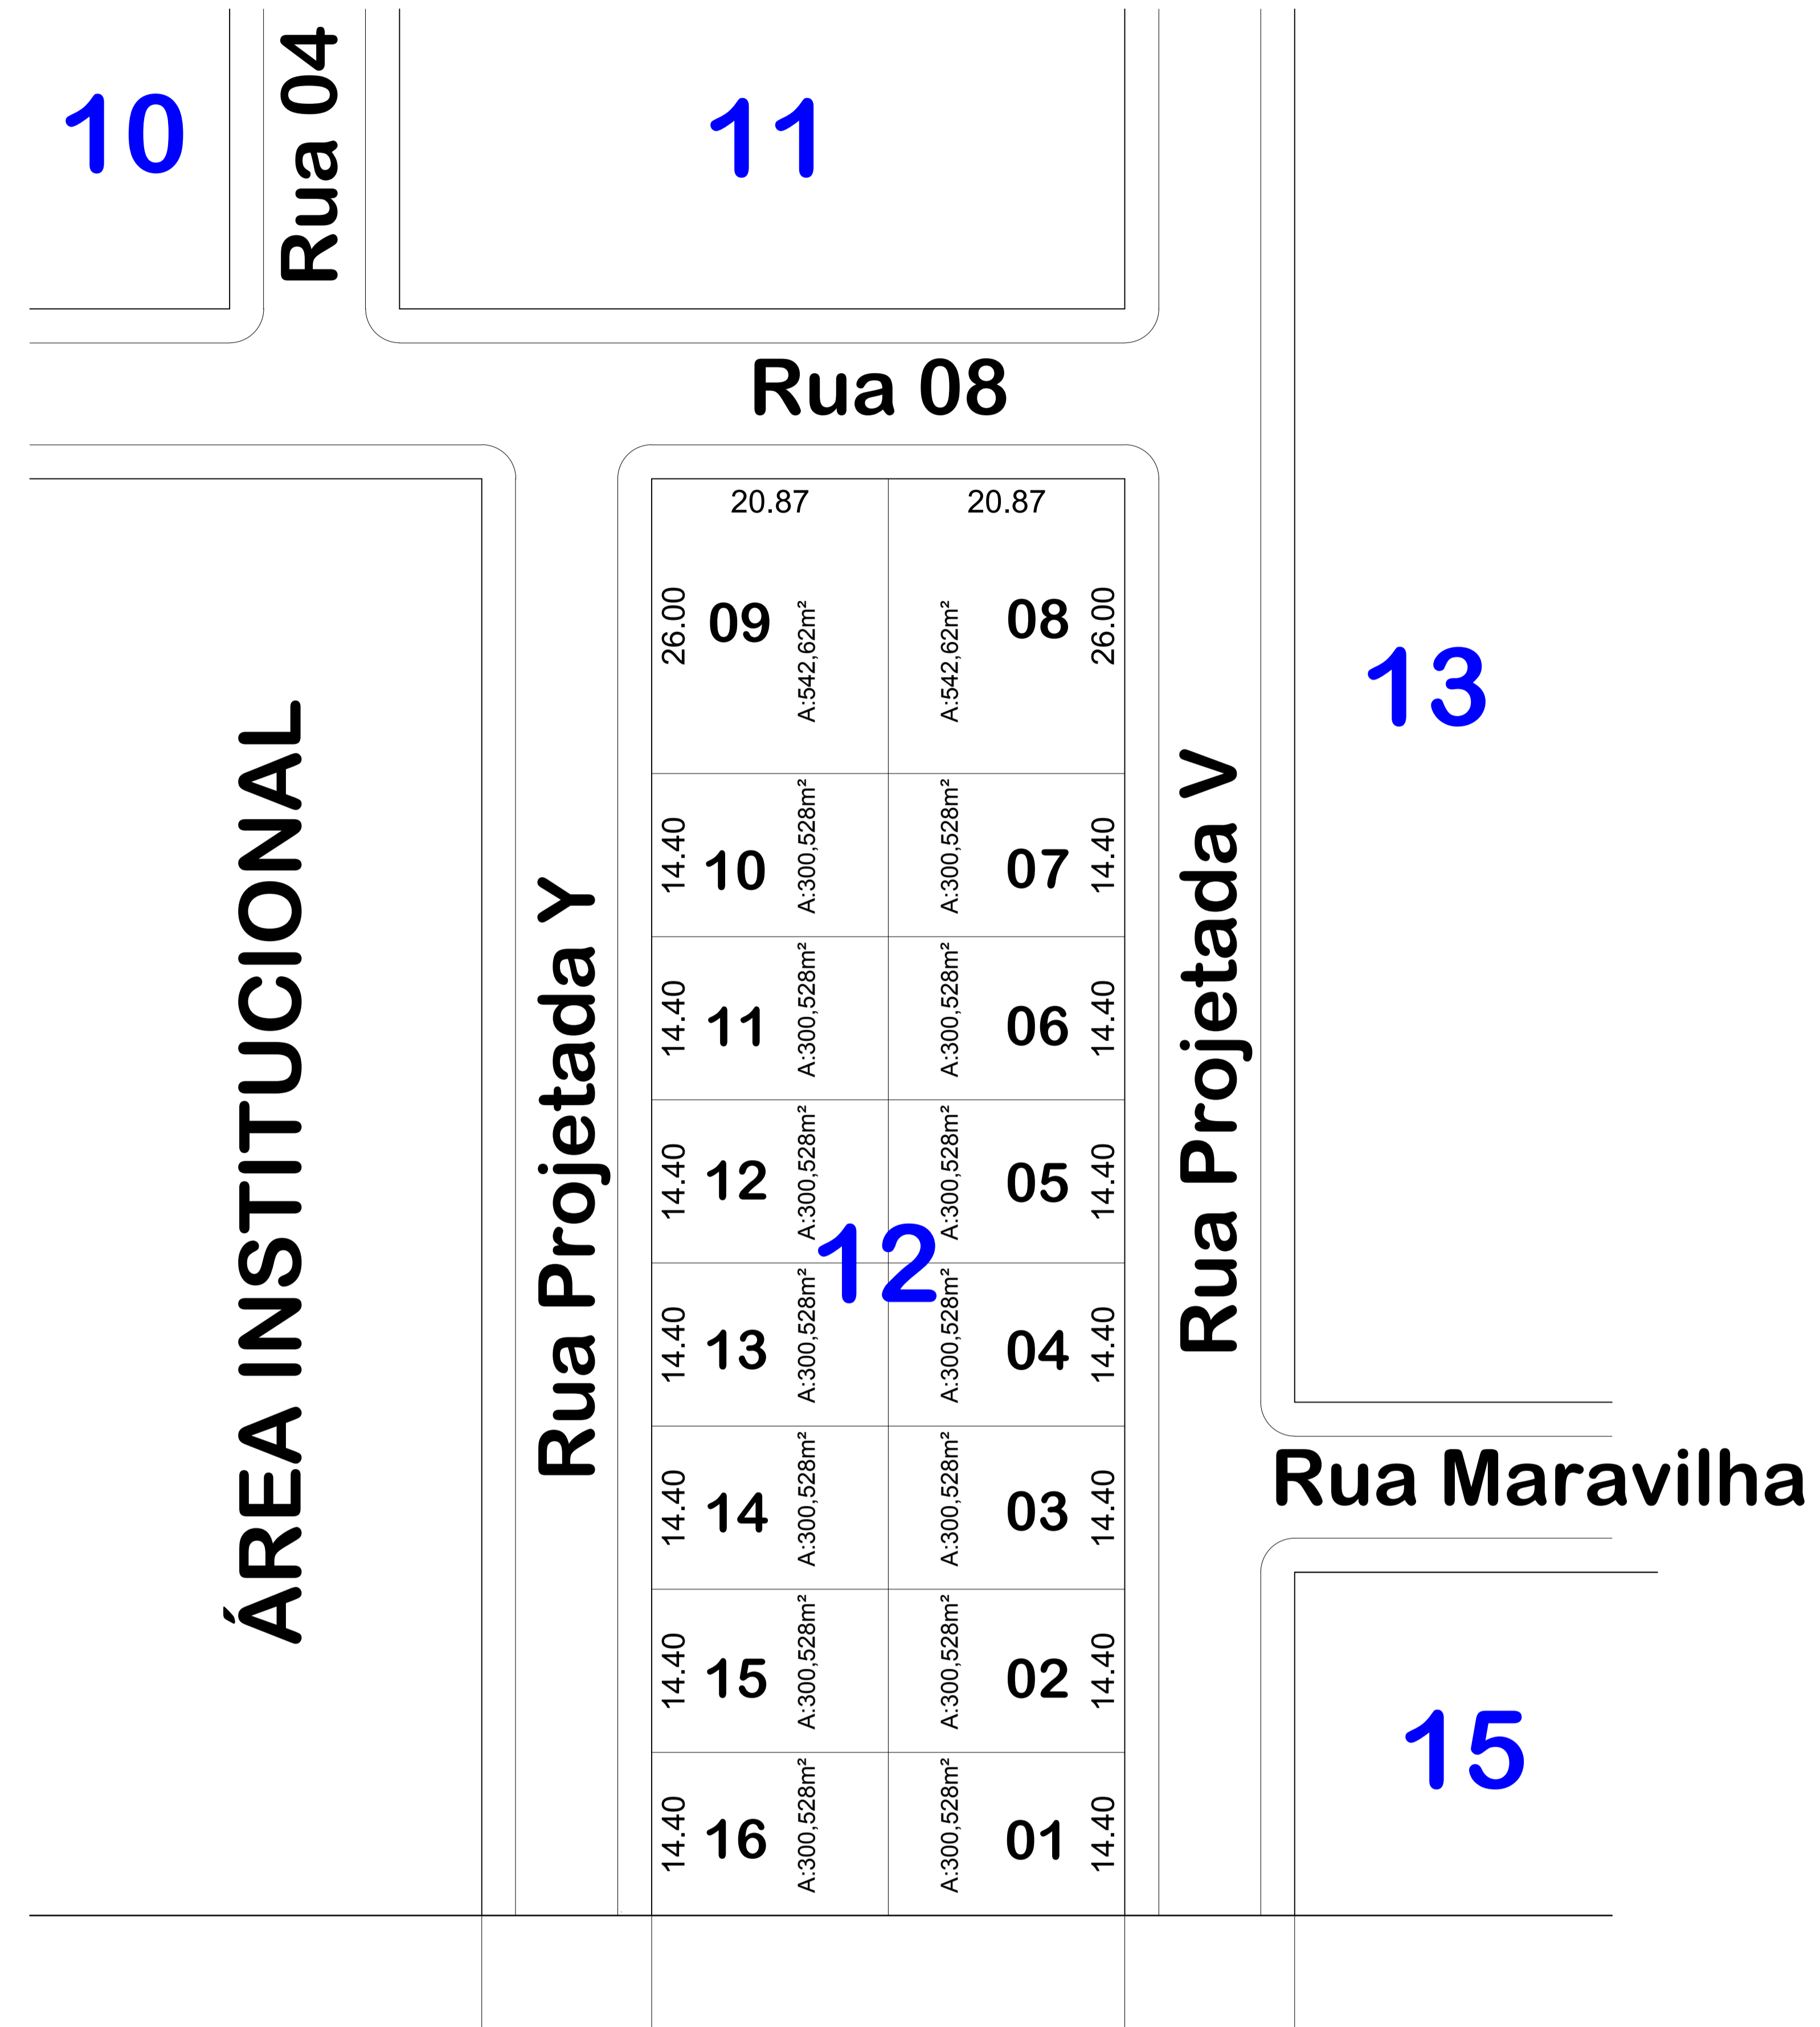 10
Rua 04
11
Rua 08
20.87
20.87
26.00
09
A:542,62m²
A:542,62m²
08
26.00
13
14.40
10
A:300,528m²
A:300,528m²
07
14.40
14.40
11
A:300,528m²
A:300,528m²
06
14.40
14.40
12
A:300,528m²
A:300,528m²
05
14.40
12
14.40
13
A:300,528m²
A:300,528m²
04
14.40
14.40
14
A:300,528m²
A:300,528m²
03
14.40
14.40
15
A:300,528m²
A:300,528m²
02
14.40
14.40
16
A:300,528m²
A:300,528m²
01
14.40
ÁREA INSTITUCIONAL
Rua Projetada Y
Rua Projetada V
Rua Maravilha
15